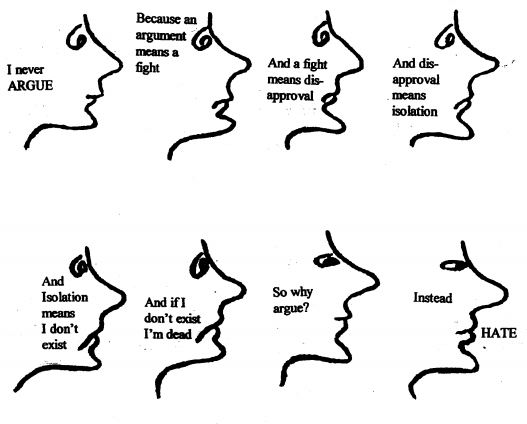 I never
ARGUE
Because an
argument
means a
fight
And a fight
means dis-
approval
And dis-
approval
means
isolation
And
Isolation
means
I don't
exist
And if I
don't exist
I'm dead
So why
argue?
Instead
HATE